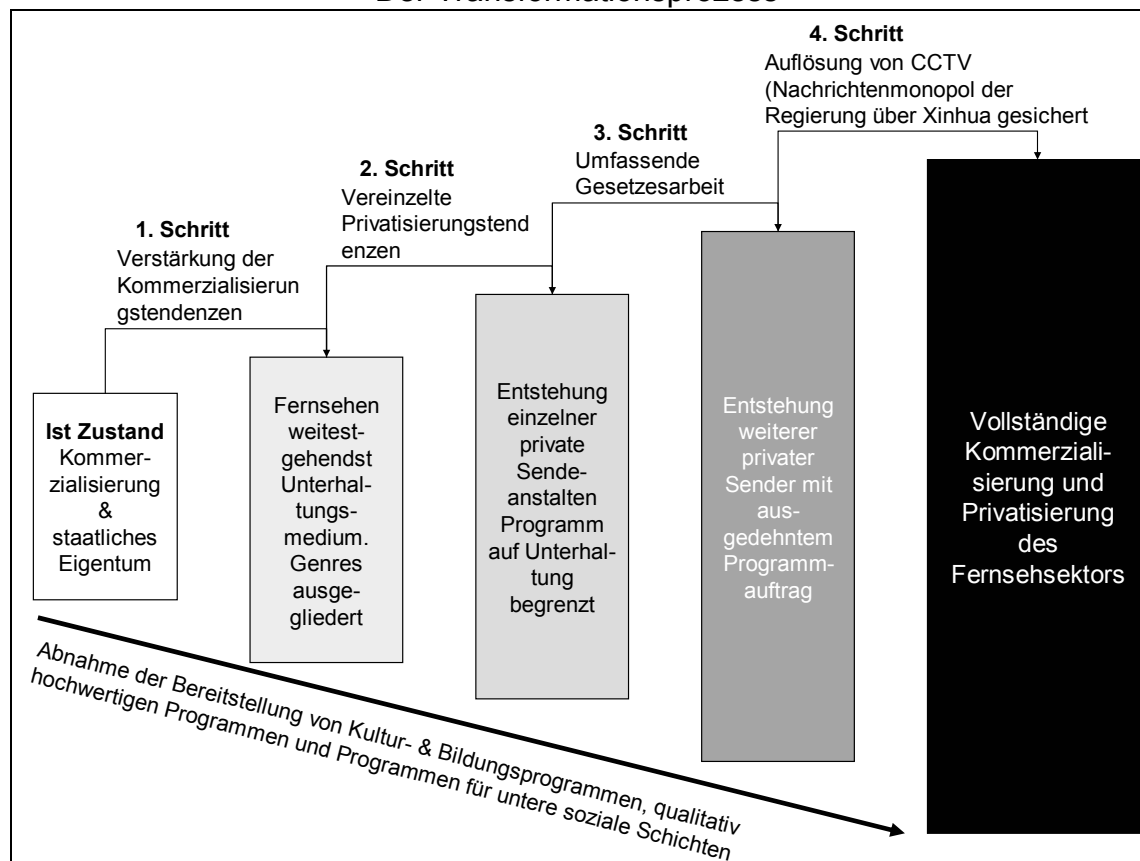 Der Transformationsprozess
4. Schritt
Auflösung von CCTV
(Nachrichtenmonopol der
Regierung über Xinhua gesichert
3. Schritt
Umfassende
Gesetzesarbeit
2. Schritt
Vereinzelte
Privatisierungstend
enzen
1. Schritt
Verstärkung der
Kommerzialisierun
gstendenzen
Ist Zustand
Kommer-
zialisierung
&
staatliches
Eigentum
Fernsehen
weitest-
gehendst
Unterhal-
tungs-
medium.
Genres
ausge-
gliedert
Entstehung
einzelner
private
Sende-
anstalten
Programm
auf Unterhal-
tung
begrenzt
Entstehung
weiterer
privater
Sender mit
aus-
gedehntem
Programm-
auftrag
Vollständige
Kommerziali-
sierung und
Privatisierung
des
Fernsehsektors
Abnahme der Bereitstellung von Kultur- & Bildungsprogrammen, qualitativ
hochwertigen Programmen und Programmen für untere soziale Schichten